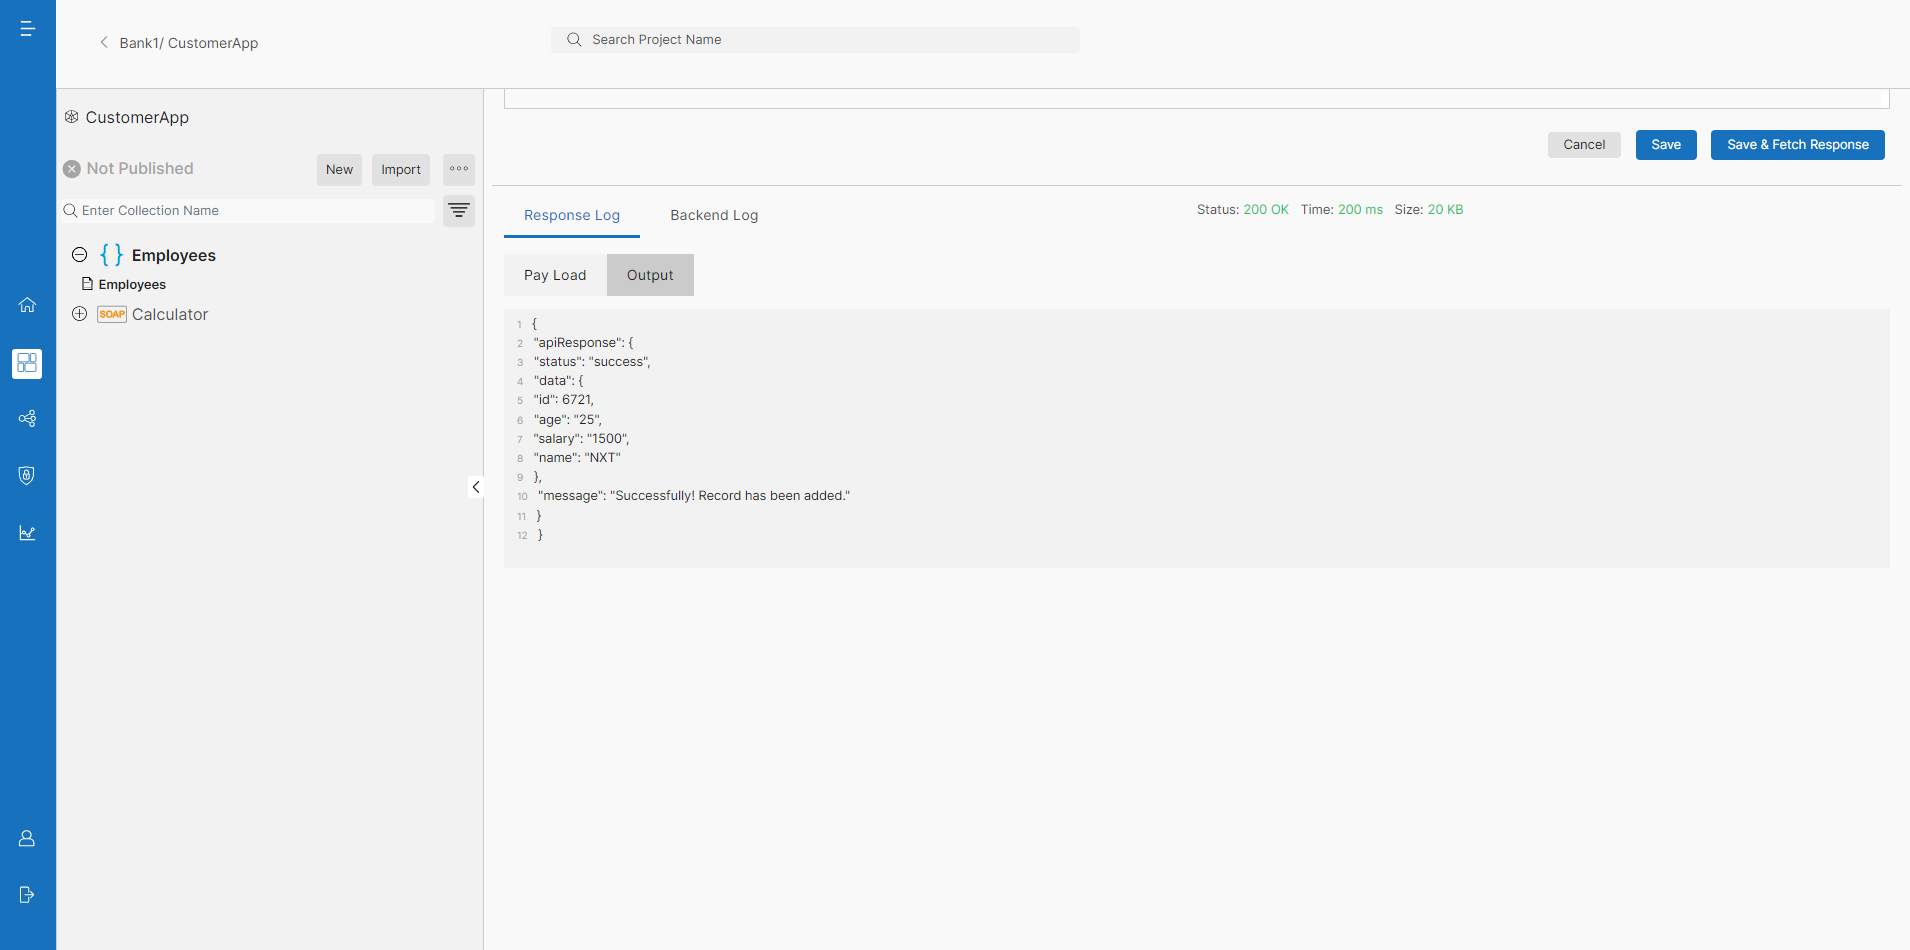 Bank1/ CustomerApp
Search Project Name
CustomerApp
Not Published
New
Import
Enter Collection Name
{ } Employees
Employees
SOAP Calculator
Cancel
Save
Save & Fetch Response
Response Log
Backend Log
Status: 200 OK Time: 200 ms Size: 20 KB
Pay Load
Output
1 {
2 "apiResponse": {
3 "status": "success",
4 "data": {
5 "id": 6721,
6 "age": "25",
7 "salary": "1500",
8 "name": "NXT"
9 },
10 "message": "Successfully! Record has been added."
11 }
12 }